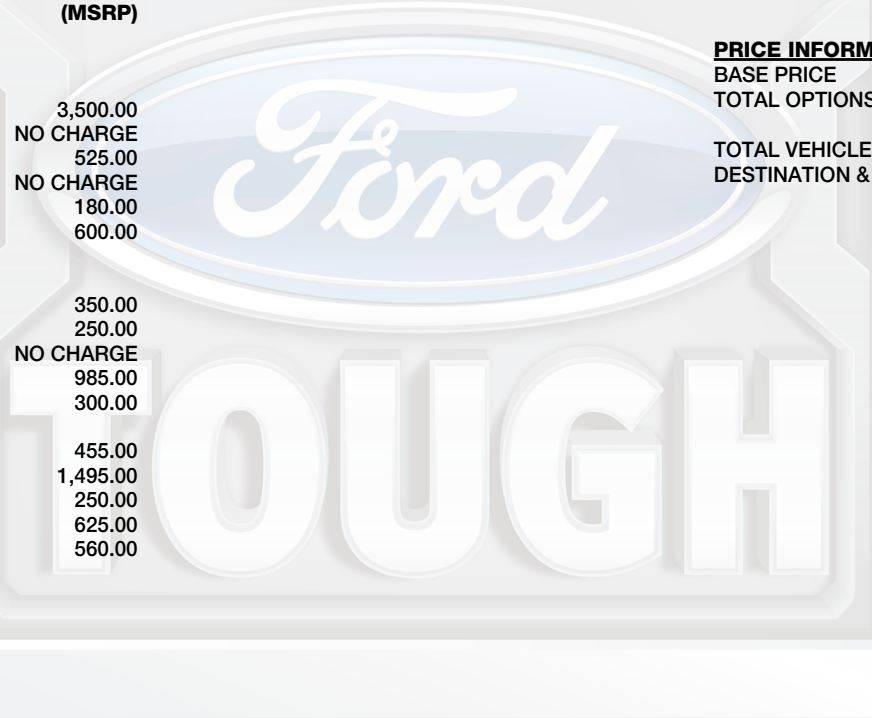 (MSRP)
3,500.00
NO CHARGE
525.00
NO CHARGE
180.00
600.00
350.00
250.00
NO CHARGE
985.00
300.00
455.00
1,495.00
250.00
625.00
560.00
PRICE INFORM
BASE PRICE
TOTAL OPTIONS
TOTAL VEHICLE
DESTINATION &
Ford
TOUGH